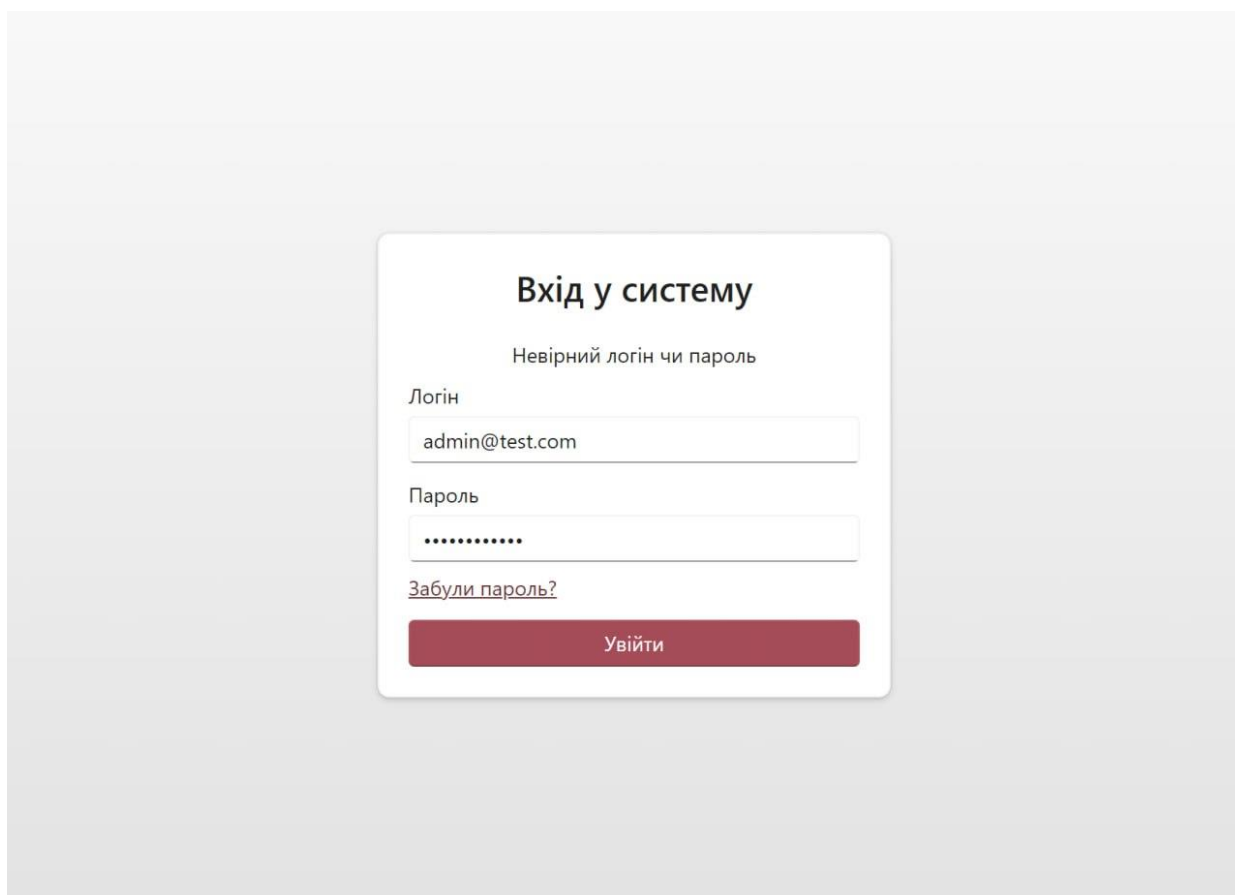 Вхід у систему
Невірний логін чи пароль
Логін
admin@test.com
Пароль
••••••••••••
Забули пароль?
Увійти